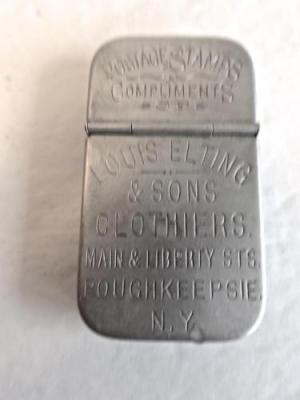 POSTAGE STAMPS
COMPLIMENTS
OF
LOUIS ELTING
& SONS
CLOTHIERS.
MAIN & LIBERTY STS.
POUGHKEEPSIE.
N.Y.